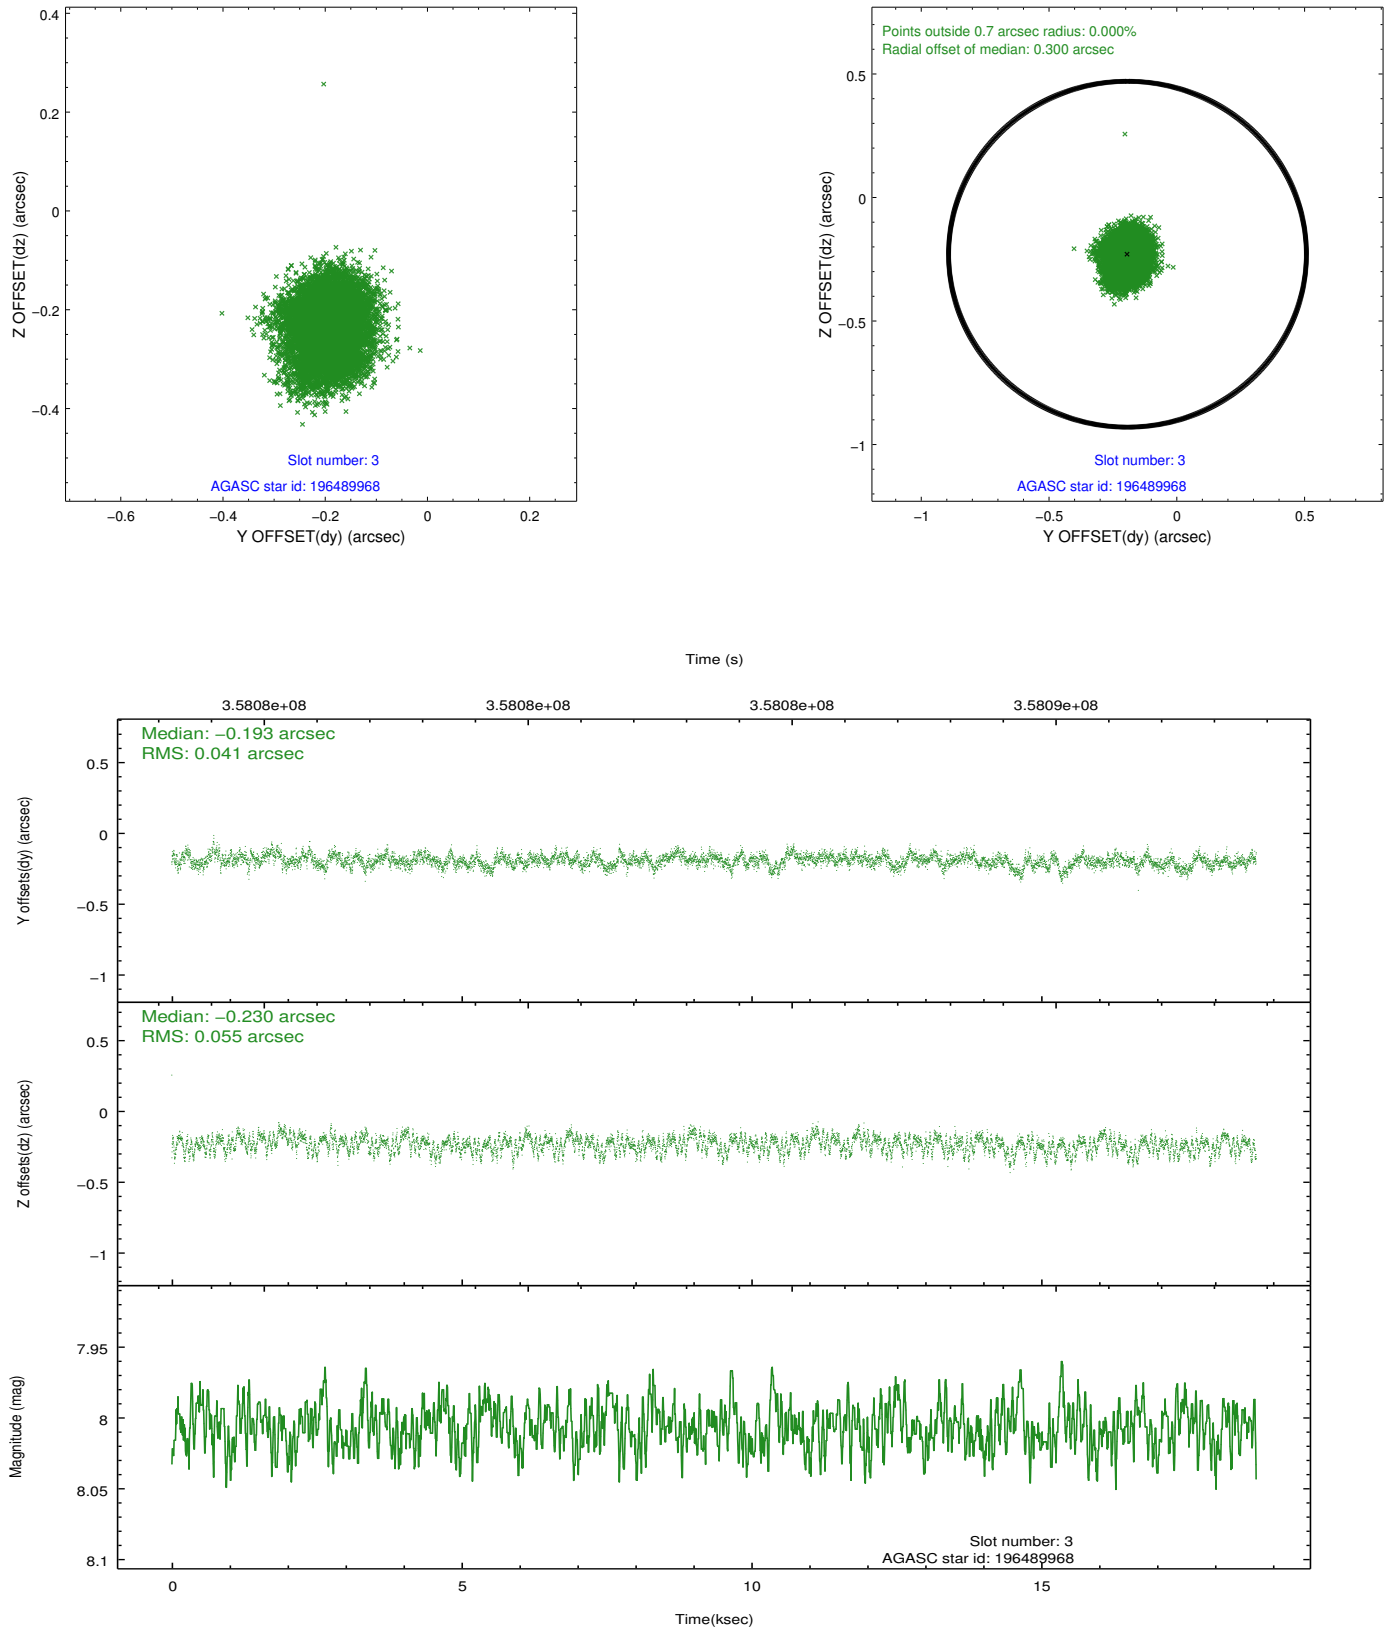 0.4
0.2
0
−0.2
−0.4
Z OFFSET(dz) (arcsec)
Slot number: 3
AGASC star id: 196489968
−0.6 −0.4 −0.2 0 0.2
Y OFFSET(dy) (arcsec)
Points outside 0.7 arcsec radius: 0.000%
Radial offset of median: 0.300 arcsec
0.5
0
−0.5
−1
Z OFFSET(dz) (arcsec)
Slot number: 3
AGASC star id: 196489968
−1 −0.5 0 0.5
Y OFFSET(dy) (arcsec)
Time (s)
3.5808e+08 3.5808e+08 3.5808e+08 3.5809e+08
Median: −0.193 arcsec
RMS: 0.041 arcsec
0.5
0
−0.5
−1
Y offsets(dy) (arcsec)
Median: −0.230 arcsec
RMS: 0.055 arcsec
0.5
0
−0.5
−1
Z offsets(dz) (arcsec)
7.95
8
8.05
8.1
Magnitude (mag)
Slot number: 3
AGASC star id: 196489968
0 5 10 15
Time(ksec)